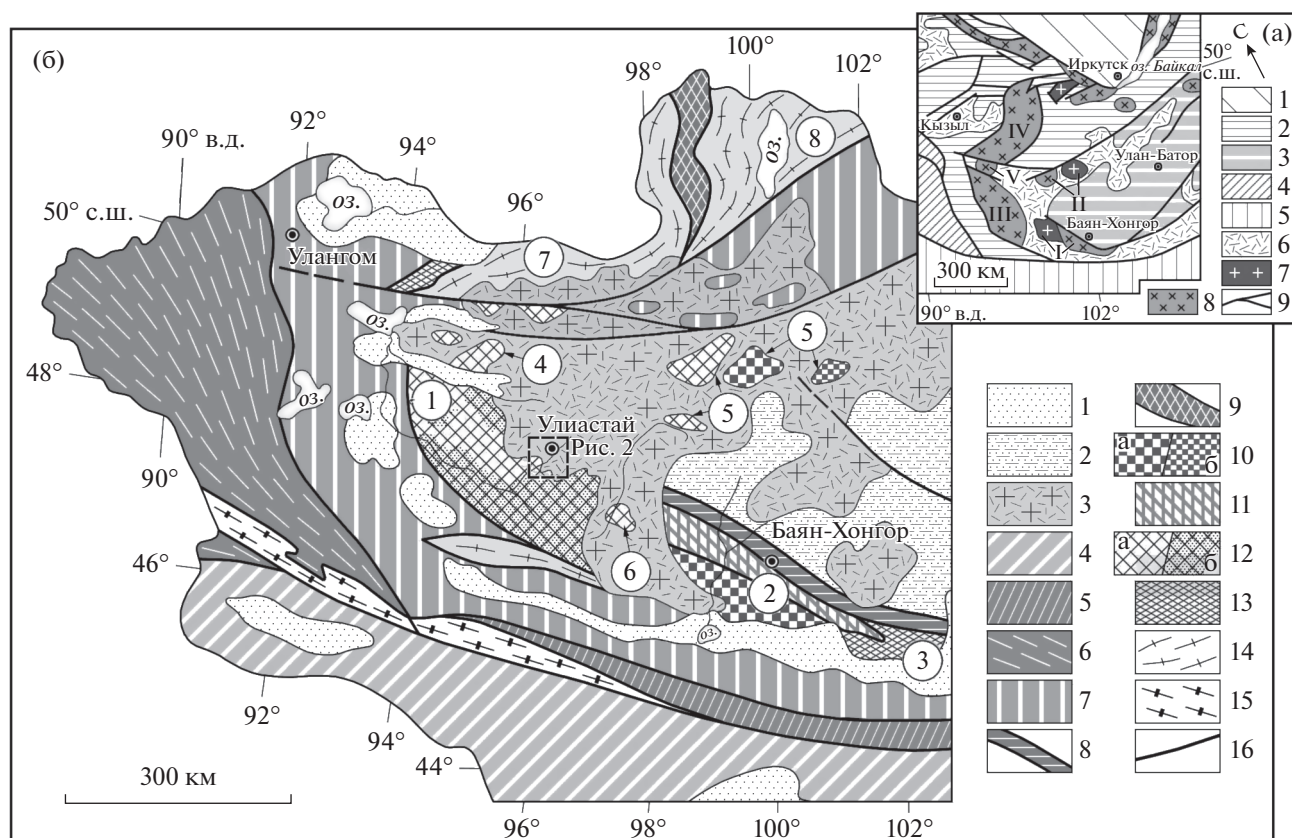 (б)
90° в.д.
92°
94°
96°
98°
100°
102°
50° с.ш.
48°
90°
46°
92°
94°
44°
96°
98°
100°
102°
300 км
оз.
оз.
оз.
оз.
оз.
оз.
Улангом
Улиастай
Рис. 2
Баян-Хонгор
1
2
3
4
5
5
6
7
8
(а)
С
50°
с.ш.
Иркутск
оз. Байкал
Кызыл
Улан-Батор
Баян-Хонгор
I
II
III
IV
V
300 км
90° в.д.
102°
1
2
3
4
5
6
7
8
9
1
2
3
4
5
6
7
8
9
а
б
10
11
а
б
12
13
14
15
16